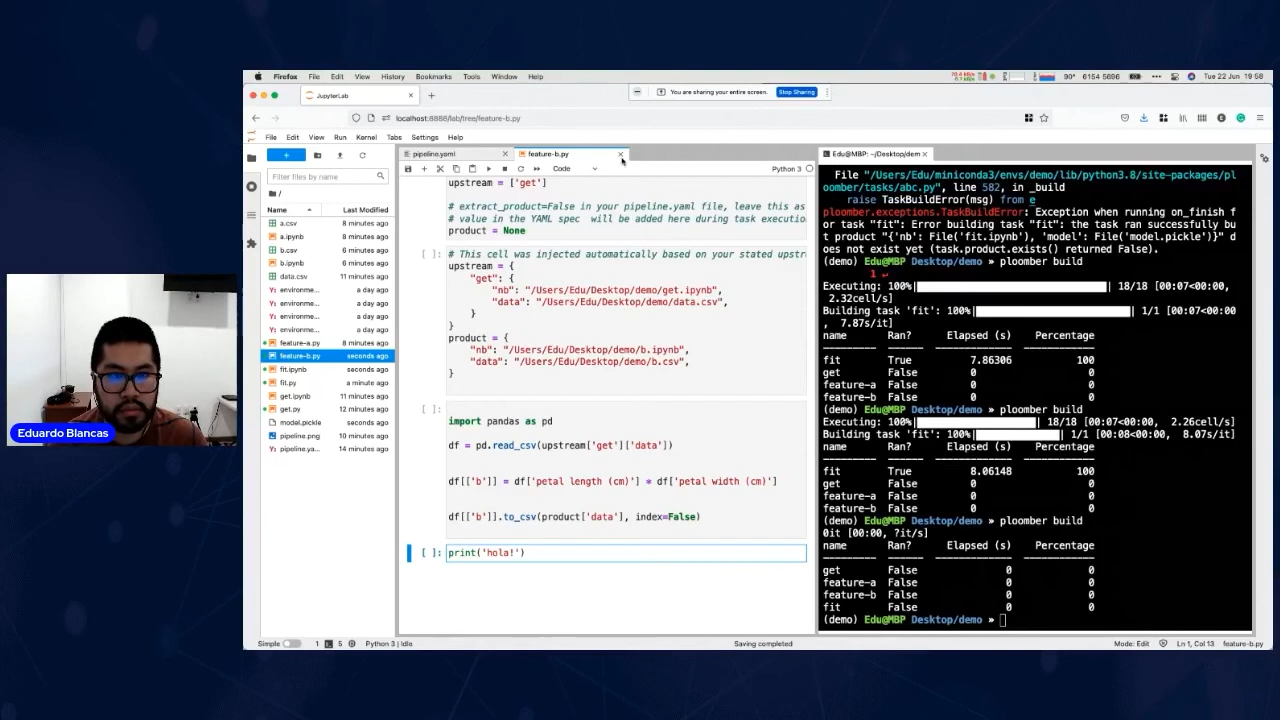 Firefox File Edit View History Bookmarks Tools Window Help
90° 6154 5696 Tue 22 Jun 19:58
JupyterLab
You are sharing your entire screen. Stop Sharing
localhost:8888/lab/tree/feature-b.py
File Edit View Run Kernel Tabs Settings Help
Filter files by name
/
Name Last Modified
a.csv 8 minutes ago
a.ipynb 8 minutes ago
b.csv 8 minutes ago
b.ipynb 8 minutes ago
data.csv 11 minutes ago
environme... a day ago
environme... a day ago
environme... a day ago
feature-a.py 8 minutes ago
feature-b.py seconds ago
fit.ipynb seconds ago
fit.py a minute ago
get.ipynb seconds ago
get.py 12 minutes ago
model.pickle seconds ago
pipeline.png 10 minutes ago
pipeline.ya... 14 minutes ago
pipeline.yaml
feature-b.py
Code Python 3
upstream = ['get']
# extract_product=False in your pipeline.yaml file, leave this as
# value in the YAML spec will be added here during task executio
product = None
[ ]: # This cell was injected automatically based on your stated upstr
upstream = {
"get": {
"nb": "/Users/Edu/Desktop/demo/get.ipynb",
"data": "/Users/Edu/Desktop/demo/data.csv",
}
}
product = {
"nb": "/Users/Edu/Desktop/demo/b.ipynb",
"data": "/Users/Edu/Desktop/demo/b.csv",
}
[ ]:
import pandas as pd
df = pd.read_csv(upstream['get']['data'])
df[['b']] = df['petal length (cm)'] * df['petal width (cm)']
df[['b']].to_csv(product['data'], index=False)
[ ]: print('hola!')
Edu@MBP: ~/Desktop/dem
File "/Users/Edu/miniconda3/envs/demo/lib/python3.8/site-packages/pl
oomber/tasks/abc.py", line 582, in _build
raise TaskBuildError(msg) from e
ploomber.exceptions.TaskBuildError: Exception when running on_finish f
or task "fit": Error building task "fit": the task ran successfully bu
t product "{'nb': File('fit.ipynb'), 'model': File('model.pickle')}" d
oes not exist yet (task.product.exists() returned False).
(demo) Edu@MBP Desktop/demo » ploomber build
1 ↵
Executing: 100%| 18/18 [00:07<00:00,
2.32cell/s]
Building task 'fit': 100%| 1/1 [00:07<00:00
, 7.87s/it]
name Ran? Elapsed (s) Percentage
fit True 7.86306 100
get False 0 0
feature-a False 0 0
feature-b False 0 0
(demo) Edu@MBP Desktop/demo » ploomber build
Executing: 100%| 18/18 [00:07<00:00, 2.26cell/s]
Building task 'fit': 100%| 1/1 [00:08<00:00, 8.07s/it]
name Ran? Elapsed (s) Percentage
fit True 8.06148 100
get False 0 0
feature-a False 0 0
feature-b False 0 0
(demo) Edu@MBP Desktop/demo » ploomber build
0it [00:00, ?it/s]
name Ran? Elapsed (s) Percentage
get False 0 0
feature-a False 0 0
feature-b False 0 0
fit False 0 0
(demo) Edu@MBP Desktop/demo »
Eduardo Blancas
Simple 1 5 Python 3 | Idle Saving completed Mode: Edit Ln 1, Col 13 feature-b.py